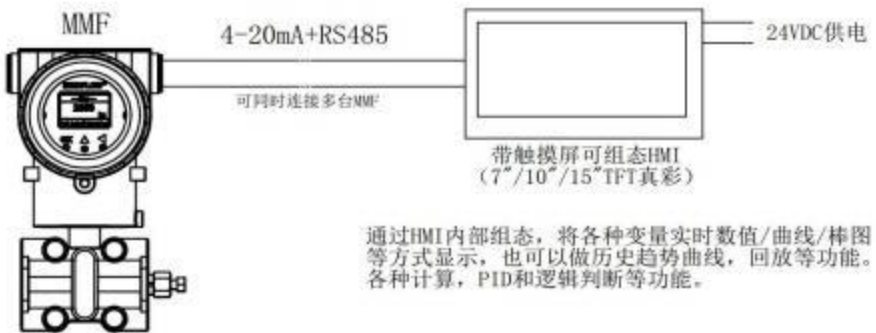 MMF
4-20mA+RS485
24VDC供电
可同时连接多台MMF
带触摸屏可组态HMI
（7"/10"/15"TFT真彩）
通过HMI内部组态，将各种变量实时数值/曲线/棒图
等方式显示，也可以做历史趋势曲线，回放等功能。
各种计算，PID和逻辑判断等功能。